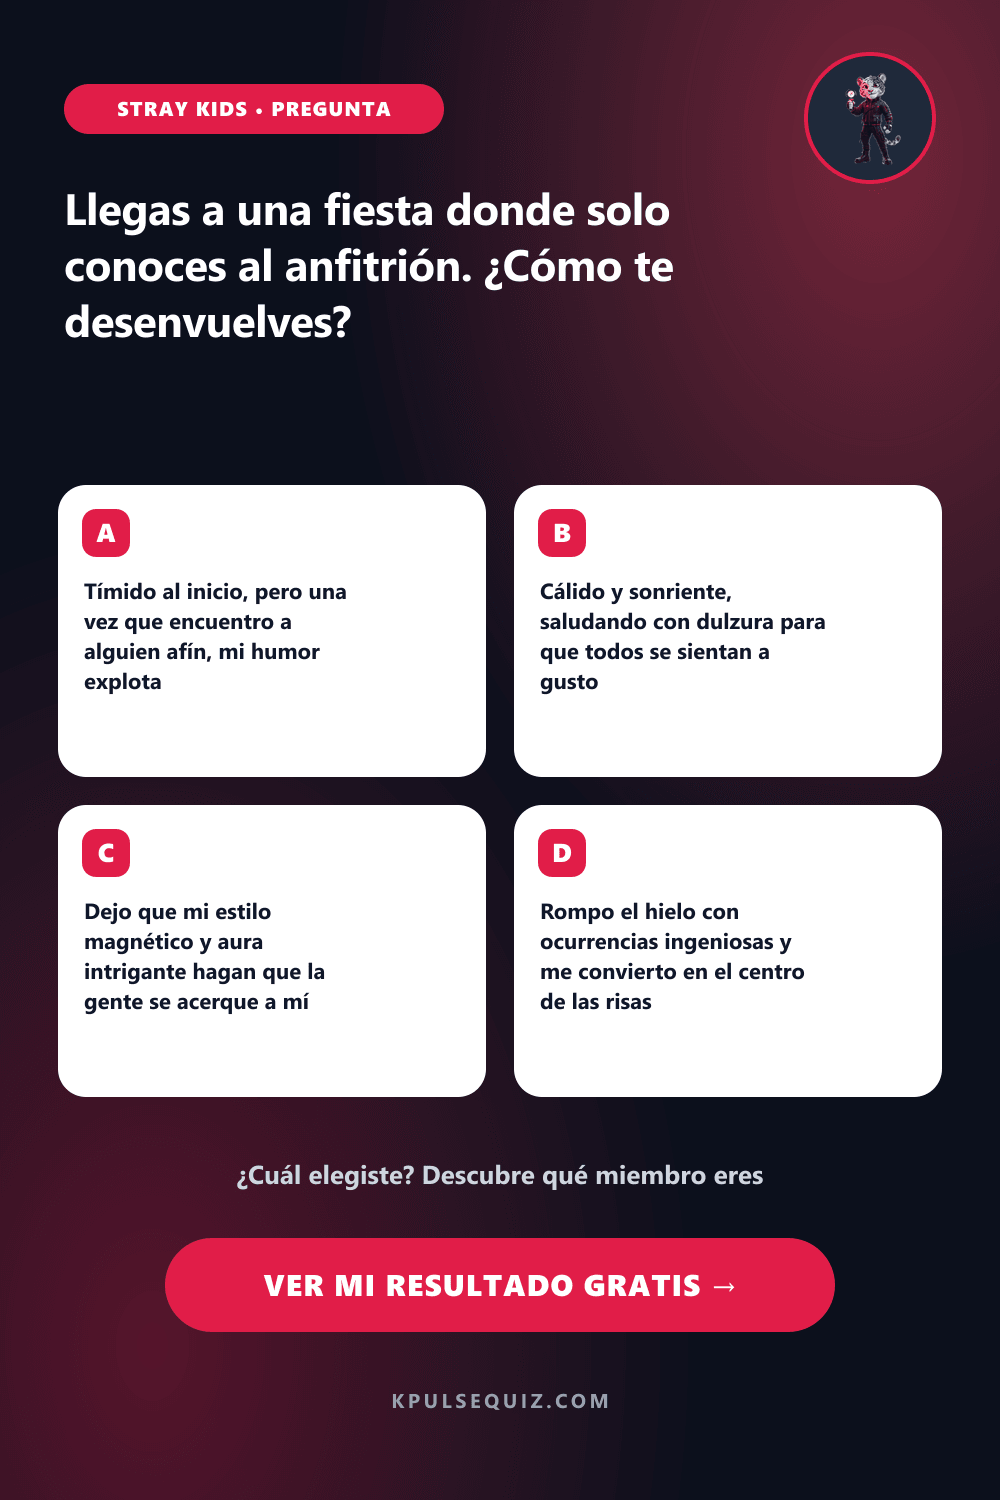 STRAY KIDS • PREGUNTA
Llegas a una fiesta donde solo
conoces al anfitrión. ¿Cómo te
desenvuelves?
A
Tímido al inicio, pero una
vez que encuentro a
alguien afín, mi humor
explota
B
Cálido y sonriente,
saludando con dulzura para
que todos se sientan a
gusto
C
Dejo que mi estilo
magnético y aura
intrigante hagan que la
gente se acerque a mí
D
Rompo el hielo con
ocurrencias ingeniosas y
me convierto en el centro
de las risas
¿Cuál elegiste? Descubre qué miembro eres
VER MI RESULTADO GRATIS →
KPULSEQUIZ.COM